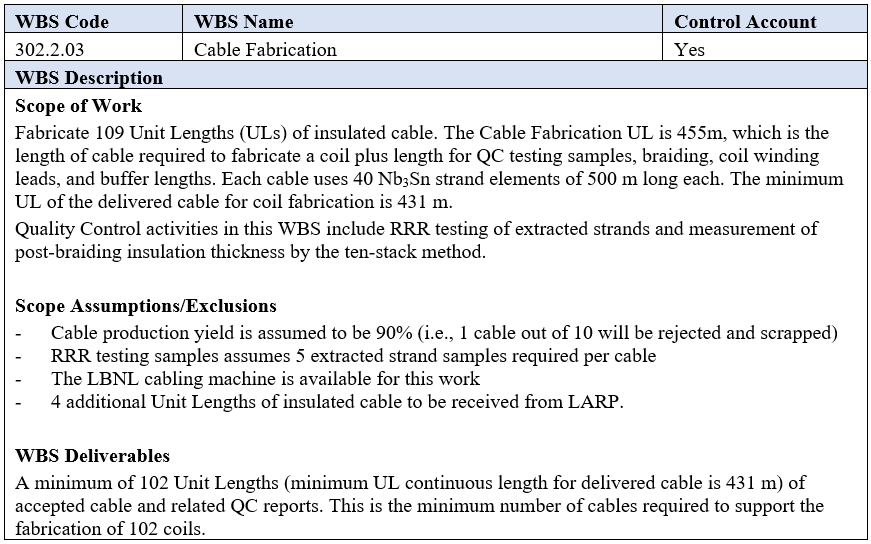 WBS Code WBS Name Control Account
302.2.03 Cable Fabrication Yes
WBS Description
Scope of Work
Fabricate 109 Unit Lengths (ULs) of insulated cable. The Cable Fabrication UL is 455m, which is the
length of cable required to fabricate a coil plus length for QC testing samples, braiding, coil winding
leads, and buffer lengths. Each cable uses 40 Nb₃Sn strand elements of 500 m long each. The minimum
UL of the delivered cable for coil fabrication is 431 m.
Quality Control activities in this WBS include RRR testing of extracted strands and measurement of
post-braiding insulation thickness by the ten-stack method.
Scope Assumptions/Exclusions
- Cable production yield is assumed to be 90% (i.e., 1 cable out of 10 will be rejected and scrapped)
- RRR testing samples assumes 5 extracted strand samples required per cable
- The LBNL cabling machine is available for this work
- 4 additional Unit Lengths of insulated cable to be received from LARP.
WBS Deliverables
A minimum of 102 Unit Lengths (minimum UL continuous length for delivered cable is 431 m) of
accepted cable and related QC reports. This is the minimum number of cables required to support the
fabrication of 102 coils.